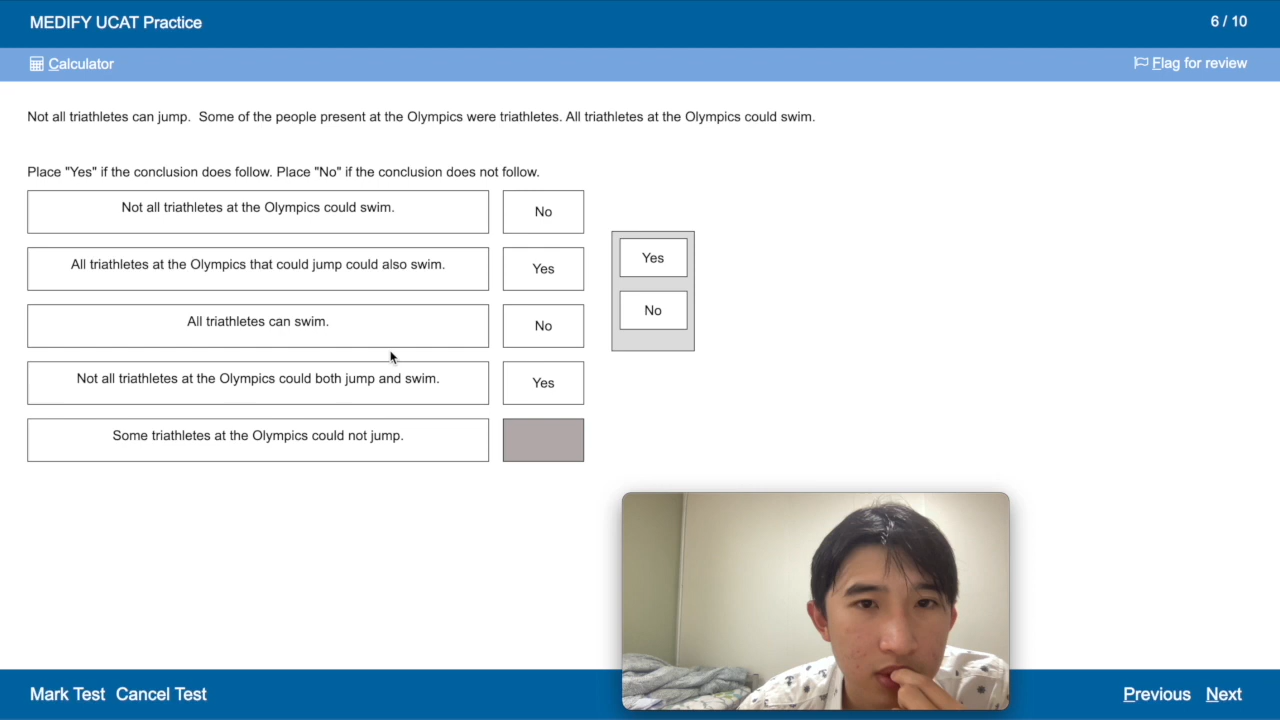 MEDIFY UCAT Practice
6 / 10
Calculator
Flag for review
Not all triathletes can jump.  Some of the people present at the Olympics were triathletes. All triathletes at the Olympics could swim.
Place "Yes" if the conclusion does follow. Place "No" if the conclusion does not follow.
Not all triathletes at the Olympics could swim.
No
All triathletes at the Olympics that could jump could also swim.
Yes
All triathletes can swim.
No
Not all triathletes at the Olympics could both jump and swim.
Yes
Some triathletes at the Olympics could not jump.
Yes
No
Mark Test
Cancel Test
Previous
Next